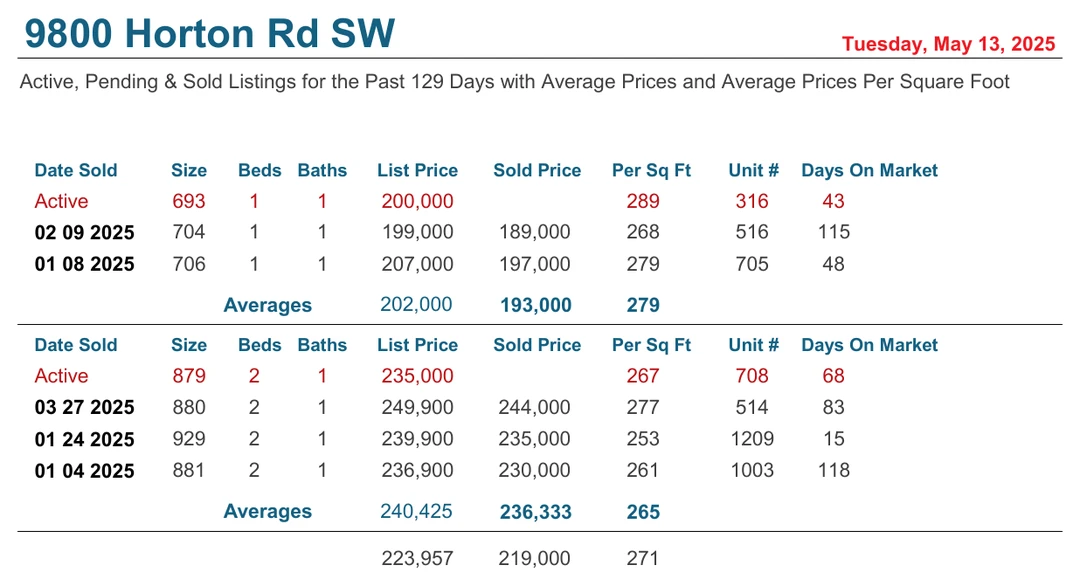 9800 Horton Rd SW
Tuesday, May 13, 2025
Active, Pending & Sold Listings for the Past 129 Days with Average Prices and Average Prices Per Square Foot
Date Sold Size Beds Baths List Price Sold Price Per Sq Ft Unit # Days On Market
Active 693 1 1 200,000 289 316 43
02 09 2025 704 1 1 199,000 189,000 268 516 115
01 08 2025 706 1 1 207,000 197,000 279 705 48
Averages 202,000 193,000 279
Date Sold Size Beds Baths List Price Sold Price Per Sq Ft Unit # Days On Market
Active 879 2 1 235,000 267 708 68
03 27 2025 880 2 1 249,900 244,000 277 514 83
01 24 2025 929 2 1 239,900 235,000 253 1209 15
01 04 2025 881 2 1 236,900 230,000 261 1003 118
Averages 240,425 236,333 265
223,957 219,000 271